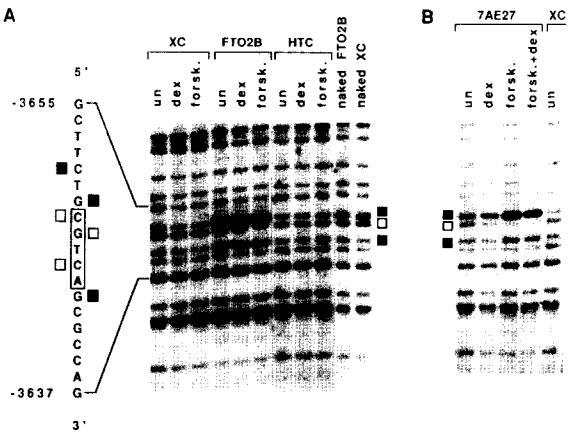 A
B
XC FTO2B HTC
un dex forsk. un dex forsk. un dex forsk. naked FTO2B naked XC
7AE27 XC
un dex forsk. forsk.+dex un
5'
-3655 G
C
T
T
C
T
G
C
G
T
C
A
G
C
G
C
C
A
-3637 G
3'